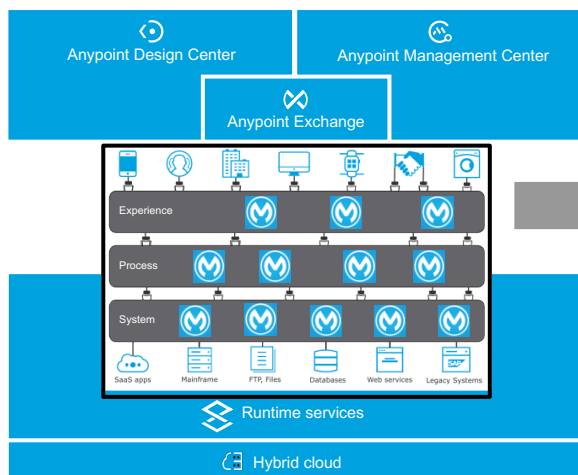 Anypoint Design Center
Anypoint Management Center
Anypoint Exchange
Experience
Process
System
SAP
SaaS apps
Mainframe
FTP, Files
Databases
Web services
Legacy Systems
Runtime services
Hybrid cloud